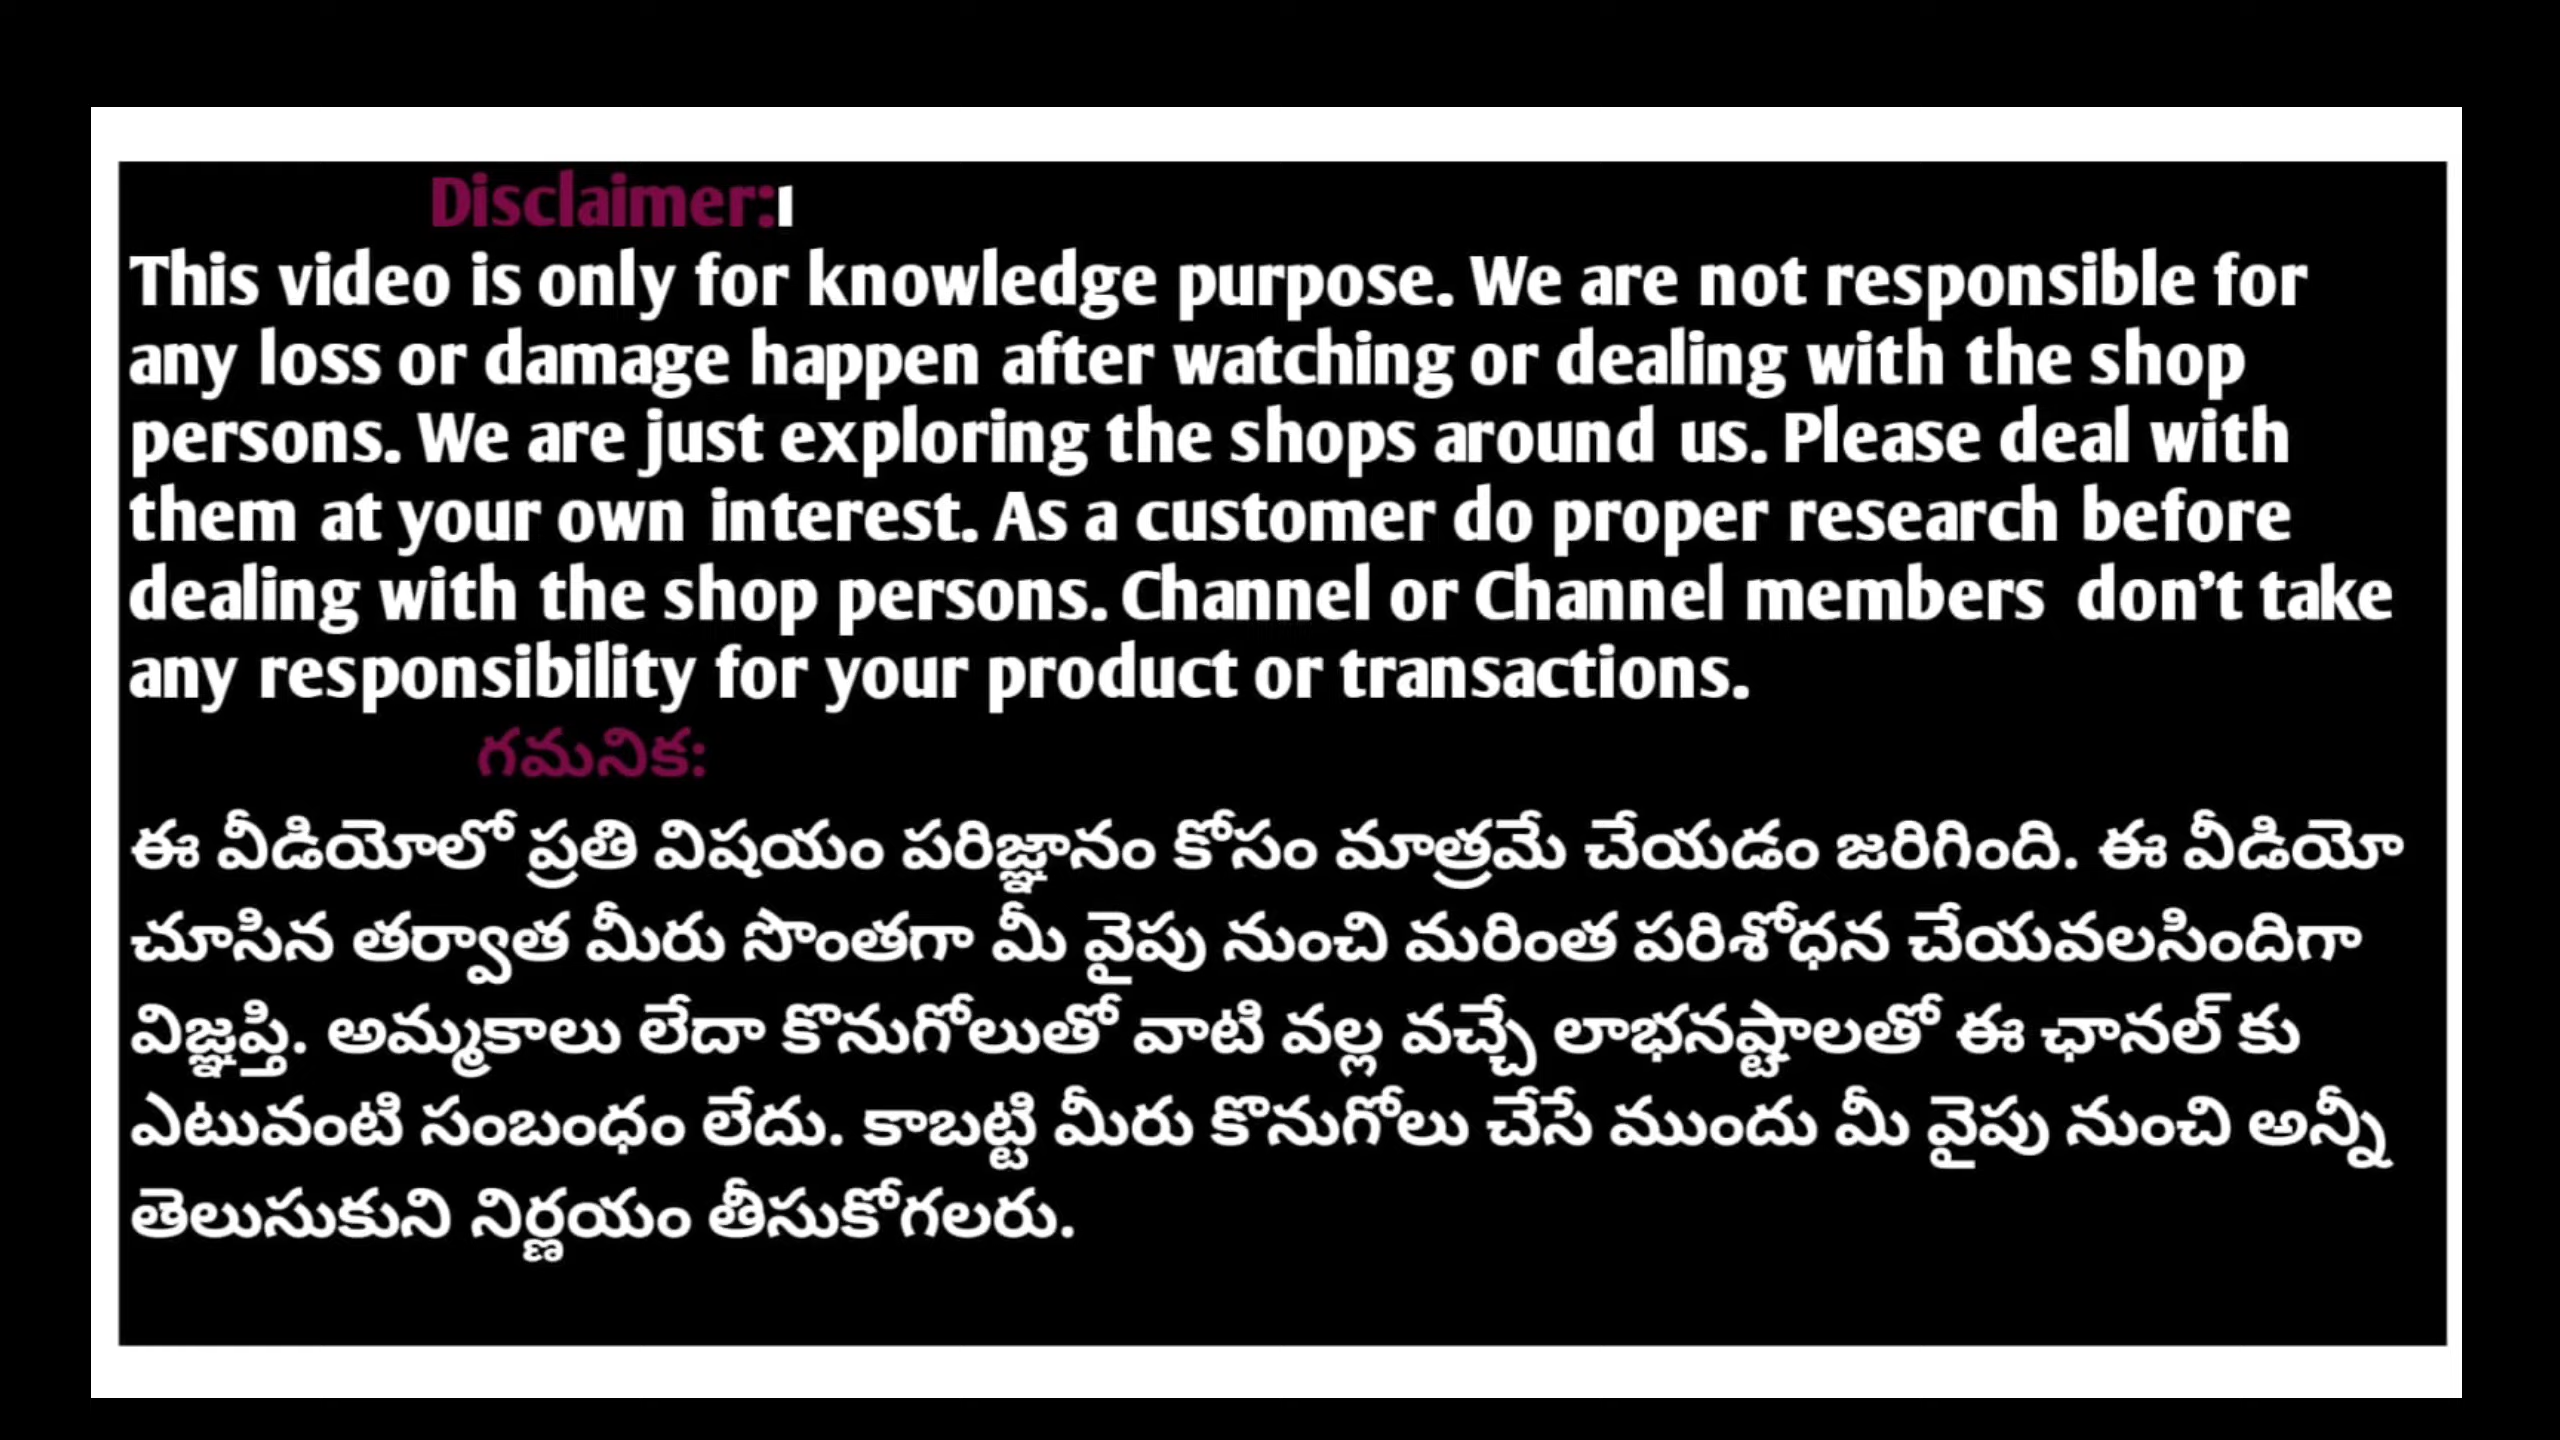 Disclaimer:
This video is only for knowledge purpose. We are not responsible for
any loss or damage happen after watching or dealing with the shop
persons. We are just exploring the shops around us. Please deal with
them at your own interest. As a customer do proper research before
dealing with the shop persons. Channel or Channel members don't take
any responsibility for your product or transactions.
గమనిక:
ఈ వీడియోలో ప్రతి విషయం పరిజ్ఞానం కోసం మాత్రమే చేయడం జరిగింది. ఈ వీడియో
చూసిన తర్వాత మీరు సొంతగా మీ వైపు నుంచి మరింత పరిశోధన చేయవలసిందిగా
విజ్ఞప్తి. అమ్మకాలు లేదా కొనుగోలుతో వాటి వల్ల వచ్చే లాభనష్టాలతో ఈ ఛానల్ కు
ఎటువంటి సంబంధం లేదు. కాబట్టి మీరు కొనుగోలు చేసే ముందు మీ వైపు నుంచి అన్నీ
తెలుసుకుని నిర్ణయం తీసుకోగలరు.